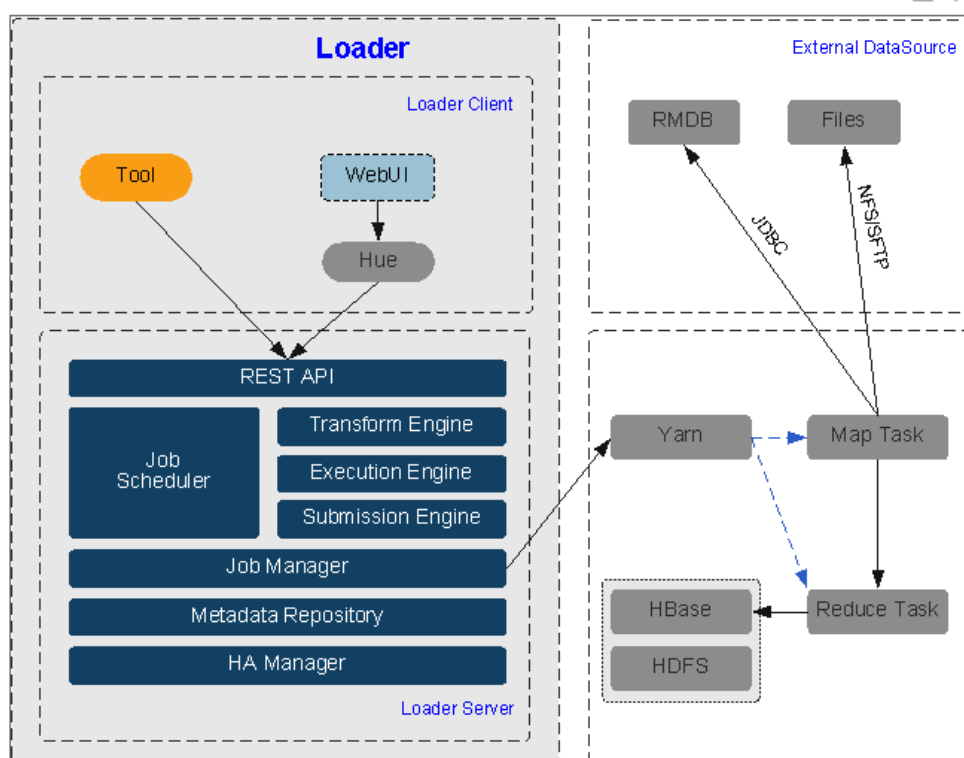 Loader
Loader Client
Tool
WebUI
Hue
REST API
Job
Scheduler
Transform Engine
Execution Engine
Submission Engine
Job Manager
Metadata Repository
HA Manager
Loader Server
External DataSource
RMDB
Files
JDBC
NFS/SFTP
Yarn
Map Task
HBase
Reduce Task
HDFS